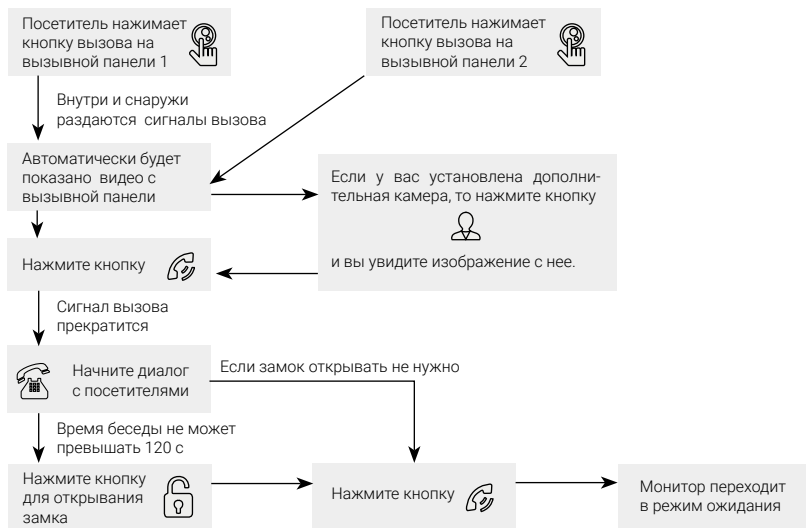 Посетитель нажимает
кнопку вызова на
вызывной панели 1
Посетитель нажимает
кнопку вызова на
вызывной панели 2
Внутри и снаружи
раздаются сигналы вызова
Автоматически будет
показано видео с
вызывной панели
Если у вас установлена дополни-
тельная камера, то нажмите кнопку
и вы увидите изображение с нее.
Нажмите кнопку
Сигнал вызова
прекратится
Начните диалог
с посетителями
Если замок открывать не нужно
Время беседы не может
превышать 120 с
Нажмите кнопку
для открывания
замка
Нажмите кнопку
Монитор переходит
в режим ожидания